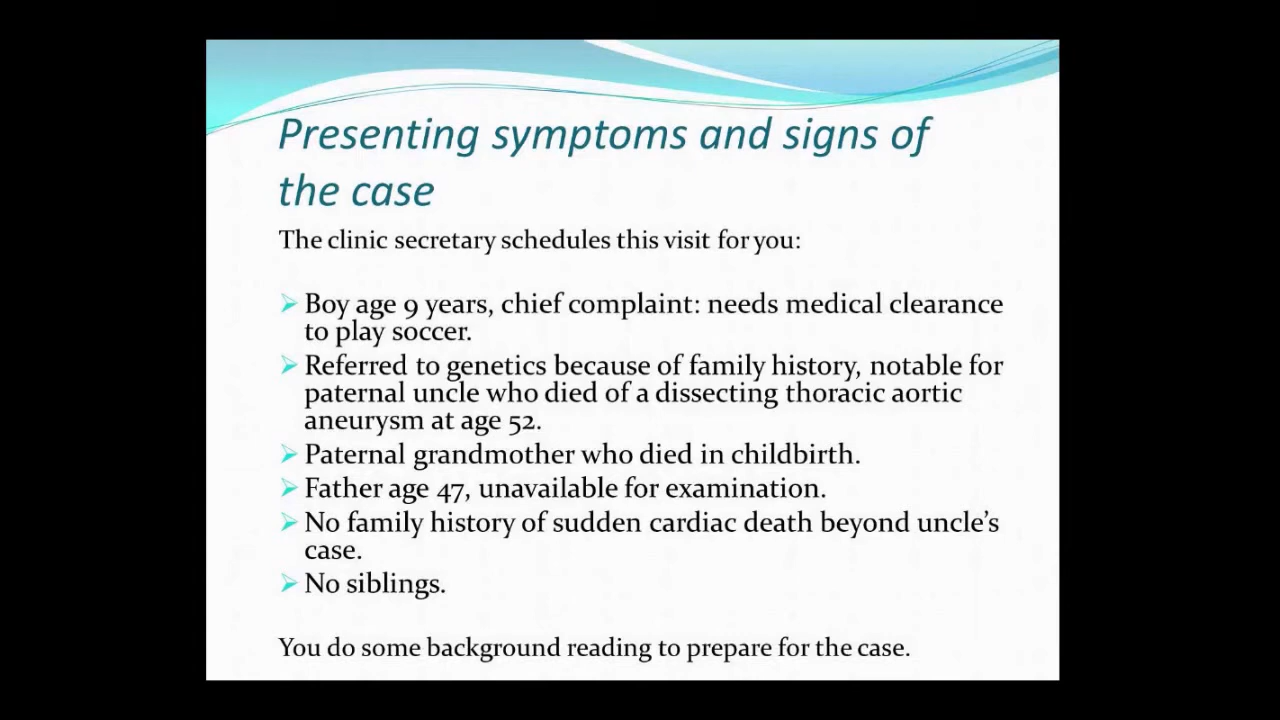 Presenting symptoms and signs of
the case
The clinic secretary schedules this visit for you:
Boy age 9 years, chief complaint: needs medical clearance
to play soccer.
Referred to genetics because of family history, notable for
paternal uncle who died of a dissecting thoracic aortic
aneurysm at age 52.
Paternal grandmother who died in childbirth.
Father age 47, unavailable for examination.
No family history of sudden cardiac death beyond uncle's
case.
No siblings.
You do some background reading to prepare for the case.